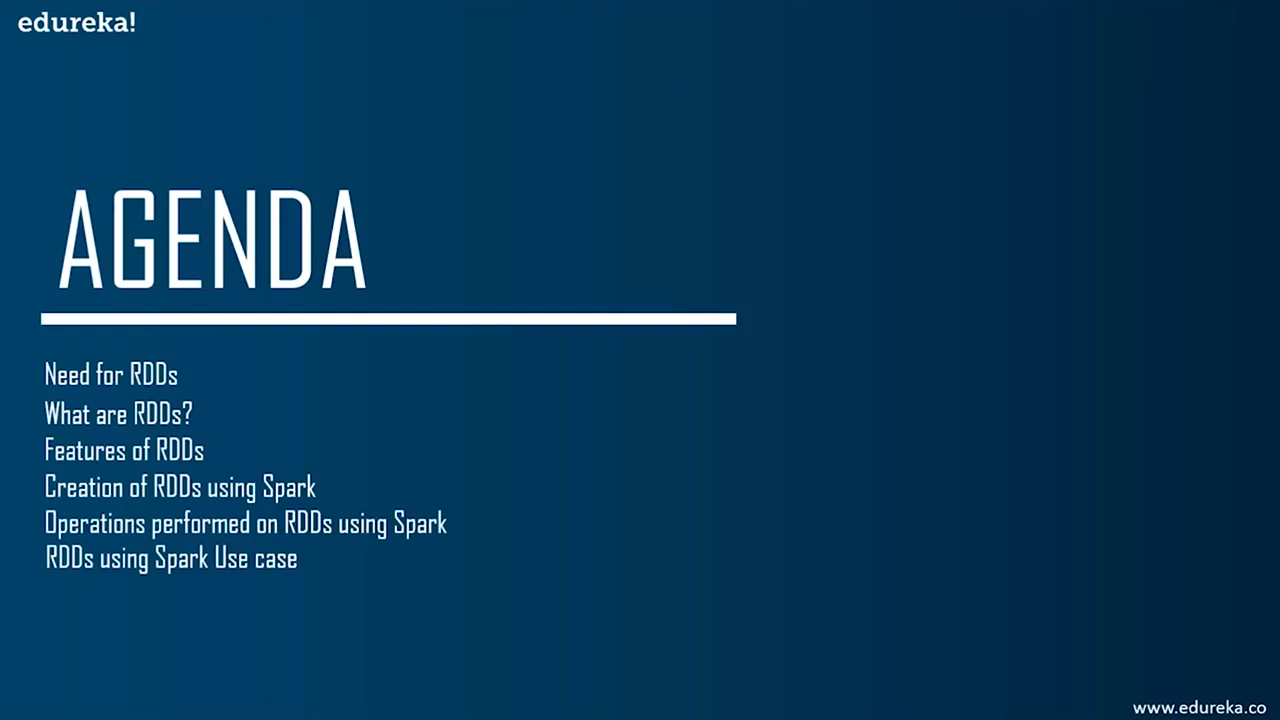 edureka!
AGENDA
Need for RDDs
What are RDDs?
Features of RDDs
Creation of RDDs using Spark
Operations performed on RDDs using Spark
RDDs using Spark Use case
www.edureka.co